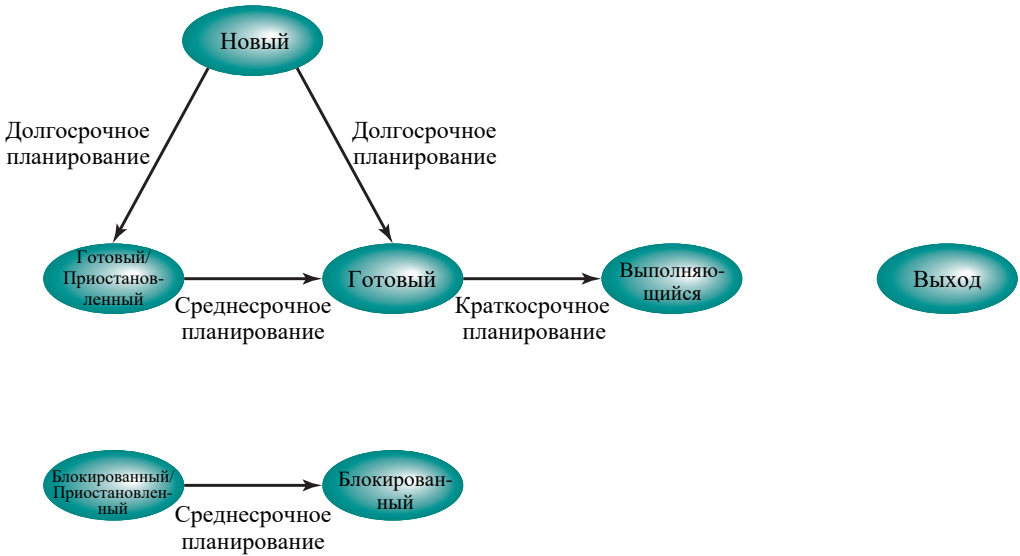 Новый
Долгосрочное
планирование
Долгосрочное
планирование
Готовый/
Приостанов-
ленный
Среднесрочное
планирование
Готовый
Краткосрочное
планирование
Выполняю-
щийся
Выход
Блокированный/
Приостановлен-
ный
Среднесрочное
планирование
Блокирован-
ный